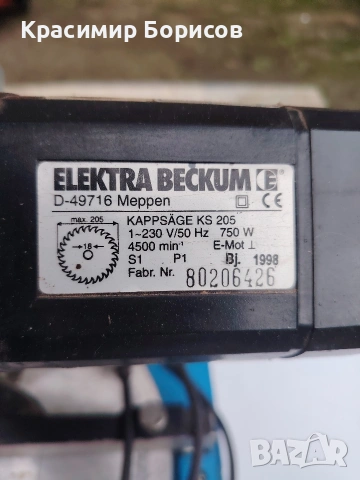 Красимир Борисов
ELEKTRA BECKUM E
D-49716 Meppen CE
max. 205
18
KAPPSÄGE KS 205
1~230 V/50 Hz 750 W
4500 min⁻¹ E-Mot ⊥
S1 P1 Bj. 1998
Fabr. Nr. 80206426
BAZAR